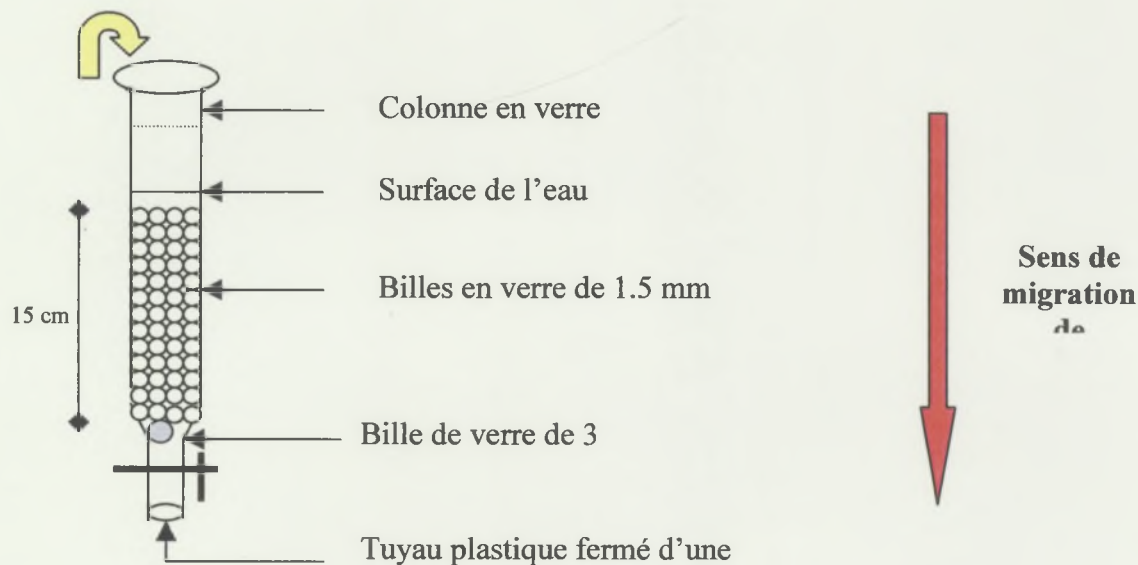 Colonne en verre
Surface de l'eau
Billes en verre de 1.5 mm
15 cm
Sens de
migration
de
Bille de verre de 3
Tuyau plastique fermé d'une